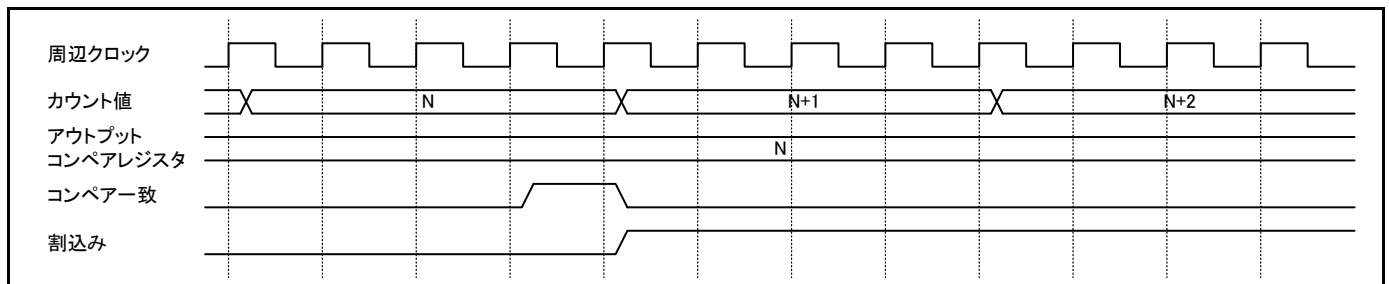 周辺クロック
カウント値
N
N+1
N+2
アウトプット
コンペアレジスタ
N
コンペア一致
割込み